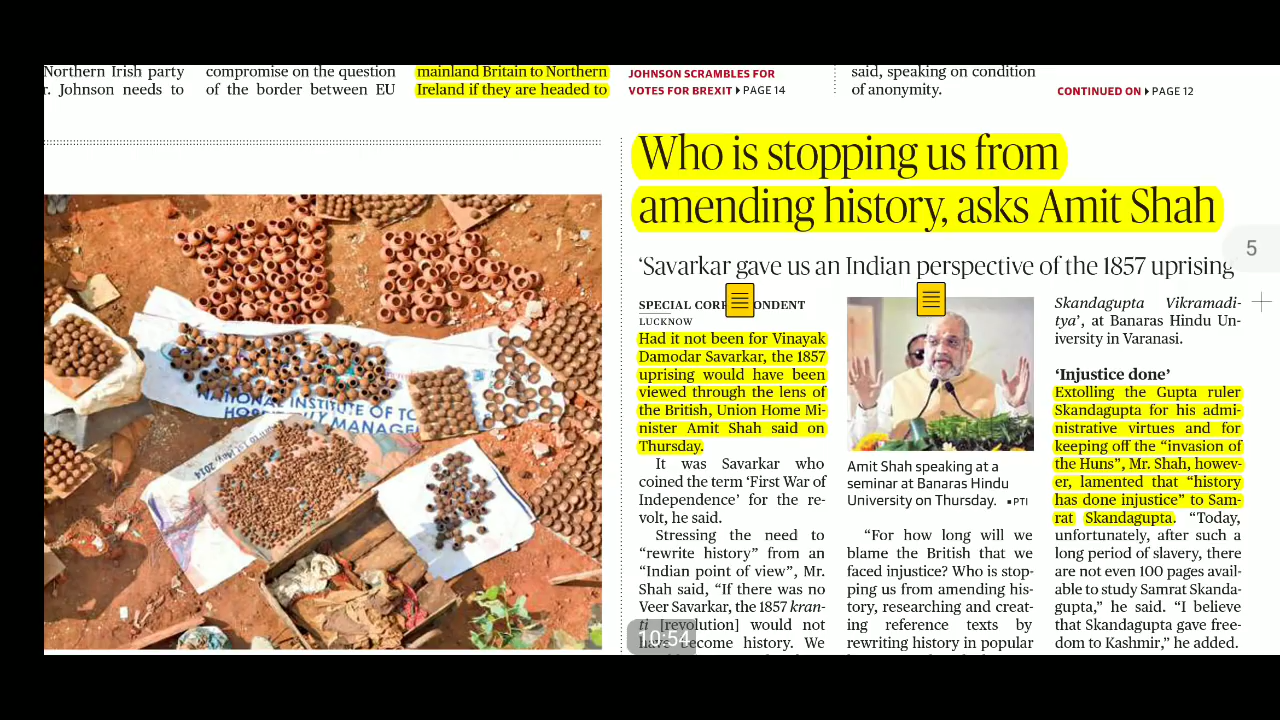 Northern Irish party
r. Johnson needs to
compromise on the question
of the border between EU
mainland Britain to Northern
Ireland if they are headed to
JOHNSON SCRAMBLES FOR
VOTES FOR BREXIT PAGE 14
said, speaking on condition
of anonymity.
CONTINUED ON PAGE 12
NATIONAL INSTITUTE OF
2014
Who is stopping us from
amending history, asks Amit Shah
‘Savarkar gave us an Indian perspective of the 1857 uprising’
5
SPECIAL CORRESPONDENT
LUCKNOW
Had it not been for Vinayak
Damodar Savarkar, the 1857
uprising would have been
viewed through the lens of
the British, Union Home Mi-
nister Amit Shah said on
Thursday.
It was Savarkar who
coined the term ‘First War of
Independence’ for the re-
volt, he said.
Stressing the need to
“rewrite history” from an
“Indian point of view”, Mr.
Shah said, “If there was no
Veer Savarkar, the 1857 kran-
ti [revolution] would not
have become history. We
10:54
Amit Shah speaking at a
seminar at Banaras Hindu
University on Thursday. ▪PTI
“For how long will we
blame the British that we
faced injustice? Who is stop-
ping us from amending his-
tory, researching and creat-
ing reference texts by
rewriting history in popular
Skandagupta Vikramadi-
tya’, at Banaras Hindu Un-
iversity in Varanasi.
‘Injustice done’
Extolling the Gupta ruler
Skandagupta for his admi-
nistrative virtues and for
keeping off the “invasion of
the Huns”, Mr. Shah, howev-
er, lamented that “history
has done injustice” to Sam-
rat Skandagupta. “Today,
unfortunately, after such a
long period of slavery, there
are not even 100 pages avail-
able to study Samrat Skanda-
gupta,” he said. “I believe
that Skandagupta gave free-
dom to Kashmir,” he added.